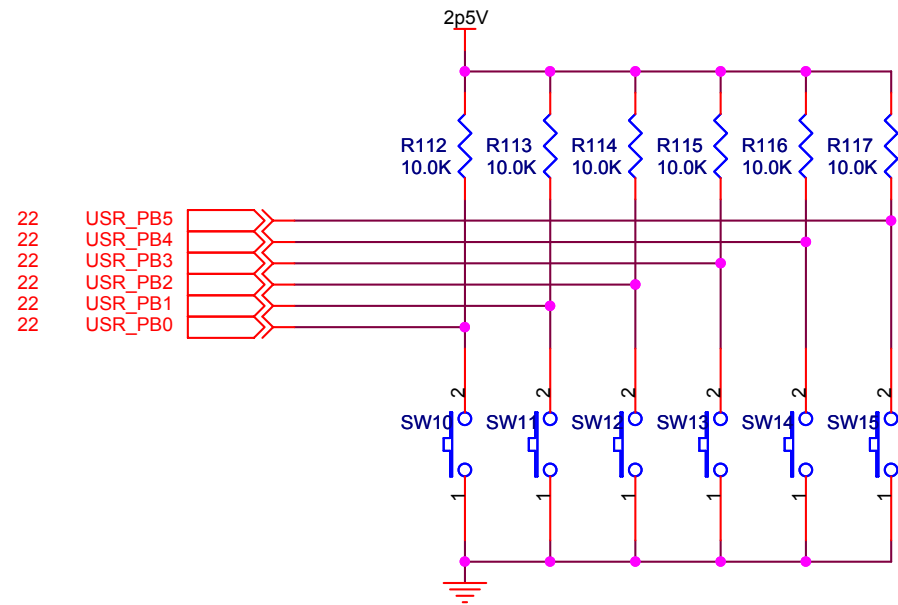 2p5V
R112 R113 R114 R115 R116 R117
10.0K 10.0K 10.0K 10.0K 10.0K 10.0K
22 USR_PB5
22 USR_PB4
22 USR_PB3
22 USR_PB2
22 USR_PB1
22 USR_PB0
2 2 2 2 2 2
SW10 SW11 SW12 SW13 SW14 SW15
1 1 1 1 1 1